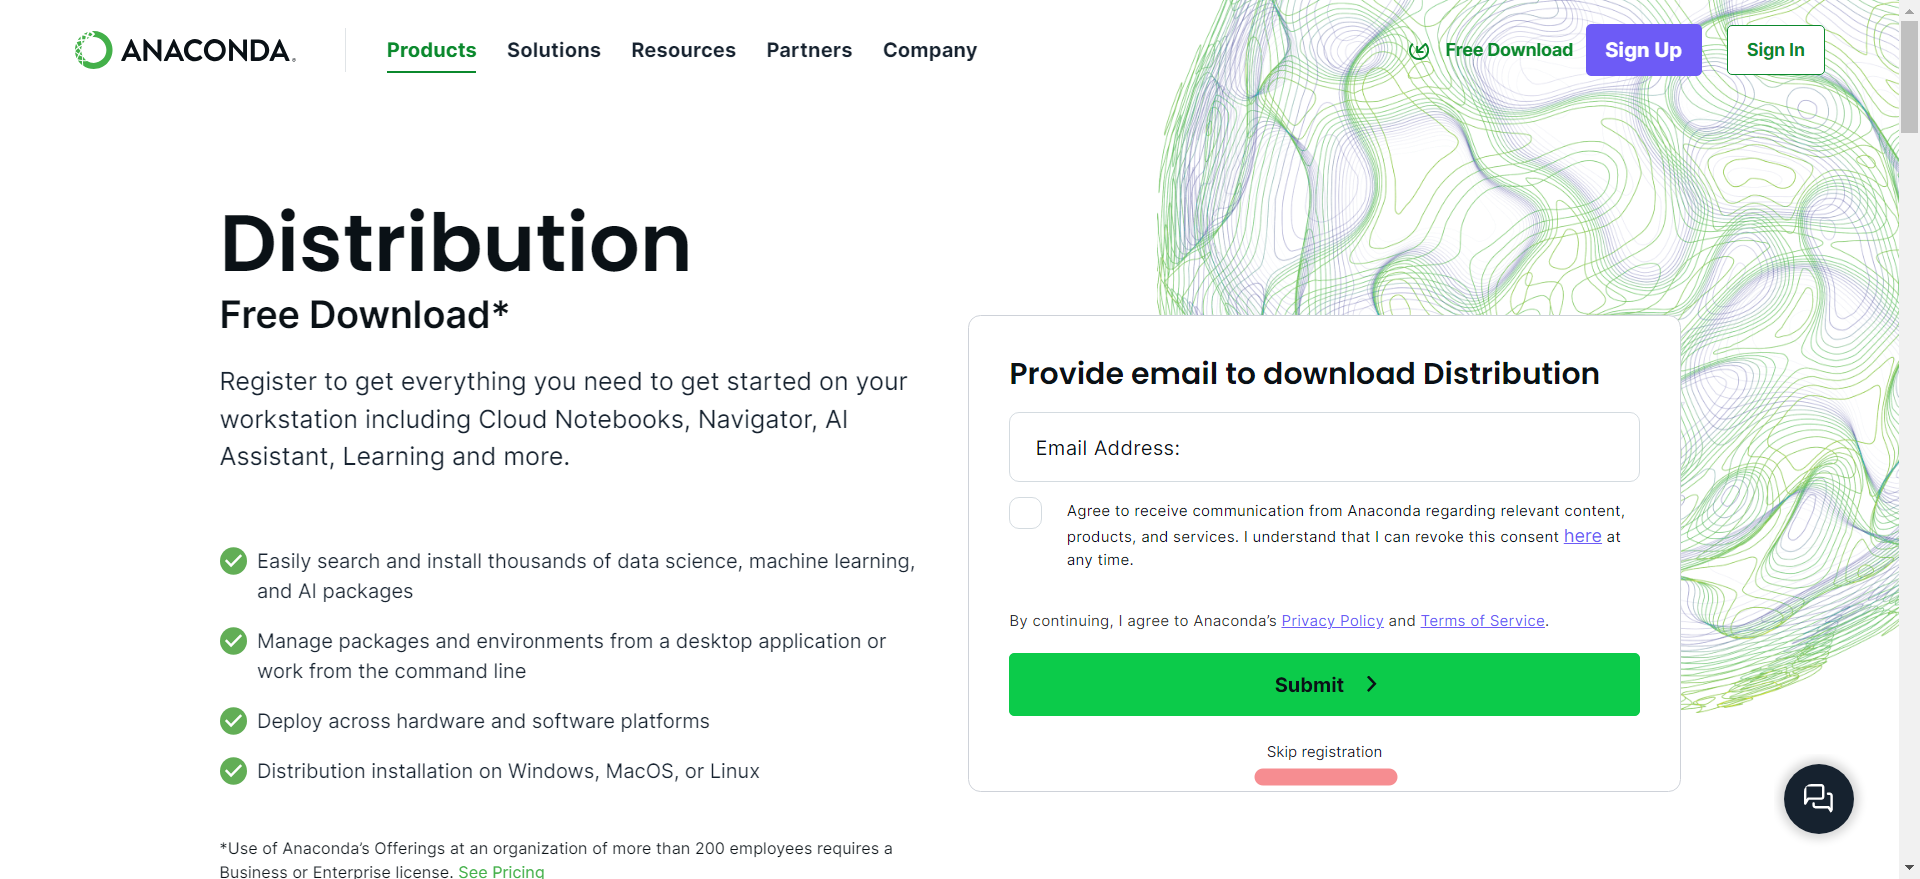 ANACONDA.
Products Solutions Resources Partners Company
Free Download Sign Up Sign In
Distribution
Free Download*
Register to get everything you need to get started on your
workstation including Cloud Notebooks, Navigator, AI
Assistant, Learning and more.
Easily search and install thousands of data science, machine learning,
and AI packages
Manage packages and environments from a desktop application or
work from the command line
Deploy across hardware and software platforms
Distribution installation on Windows, MacOS, or Linux
*Use of Anaconda’s Offerings at an organization of more than 200 employees requires a
Business or Enterprise license. See Pricing
Provide email to download Distribution
Email Address:
Agree to receive communication from Anaconda regarding relevant content,
products, and services. I understand that I can revoke this consent here at
any time.
By continuing, I agree to Anaconda’s Privacy Policy and Terms of Service.
Submit
Skip registration